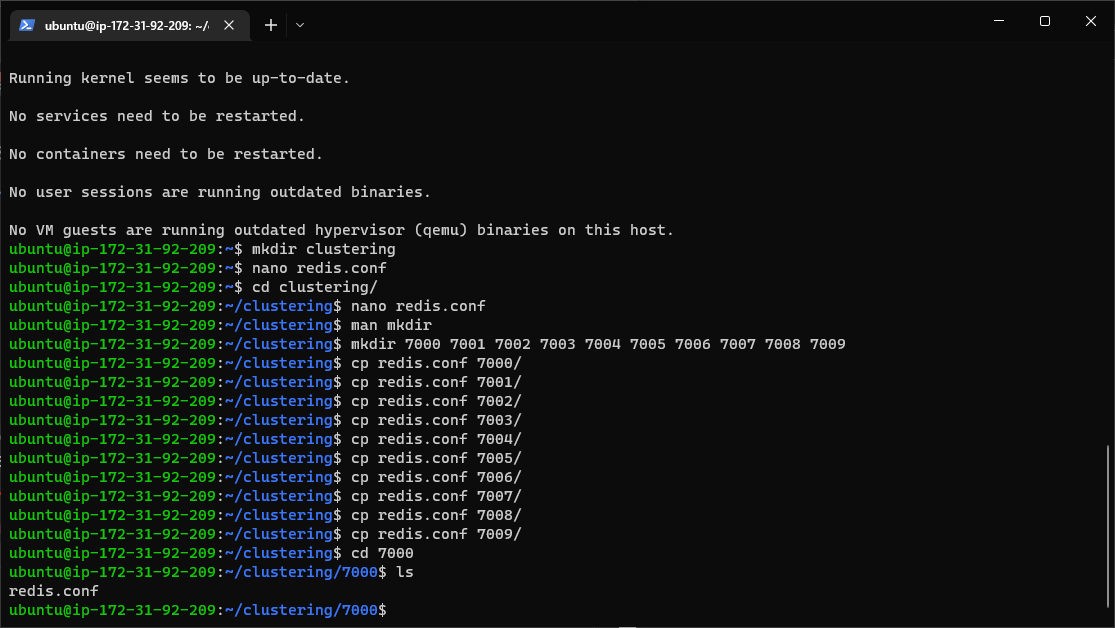 ubuntu@ip-172-31-92-209: ~/
Running kernel seems to be up-to-date.
No services need to be restarted.
No containers need to be restarted.
No user sessions are running outdated binaries.
No VM guests are running outdated hypervisor (qemu) binaries on this host.
ubuntu@ip-172-31-92-209:~$ mkdir clustering
ubuntu@ip-172-31-92-209:~$ nano redis.conf
ubuntu@ip-172-31-92-209:~$ cd clustering/
ubuntu@ip-172-31-92-209:~/clustering$ nano redis.conf
ubuntu@ip-172-31-92-209:~/clustering$ man mkdir
ubuntu@ip-172-31-92-209:~/clustering$ mkdir 7000 7001 7002 7003 7004 7005 7006 7007 7008 7009
ubuntu@ip-172-31-92-209:~/clustering$ cp redis.conf 7000/
ubuntu@ip-172-31-92-209:~/clustering$ cp redis.conf 7001/
ubuntu@ip-172-31-92-209:~/clustering$ cp redis.conf 7002/
ubuntu@ip-172-31-92-209:~/clustering$ cp redis.conf 7003/
ubuntu@ip-172-31-92-209:~/clustering$ cp redis.conf 7004/
ubuntu@ip-172-31-92-209:~/clustering$ cp redis.conf 7005/
ubuntu@ip-172-31-92-209:~/clustering$ cp redis.conf 7006/
ubuntu@ip-172-31-92-209:~/clustering$ cp redis.conf 7007/
ubuntu@ip-172-31-92-209:~/clustering$ cp redis.conf 7008/
ubuntu@ip-172-31-92-209:~/clustering$ cp redis.conf 7009/
ubuntu@ip-172-31-92-209:~/clustering$ cd 7000
ubuntu@ip-172-31-92-209:~/clustering/7000$ ls
redis.conf
ubuntu@ip-172-31-92-209:~/clustering/7000$